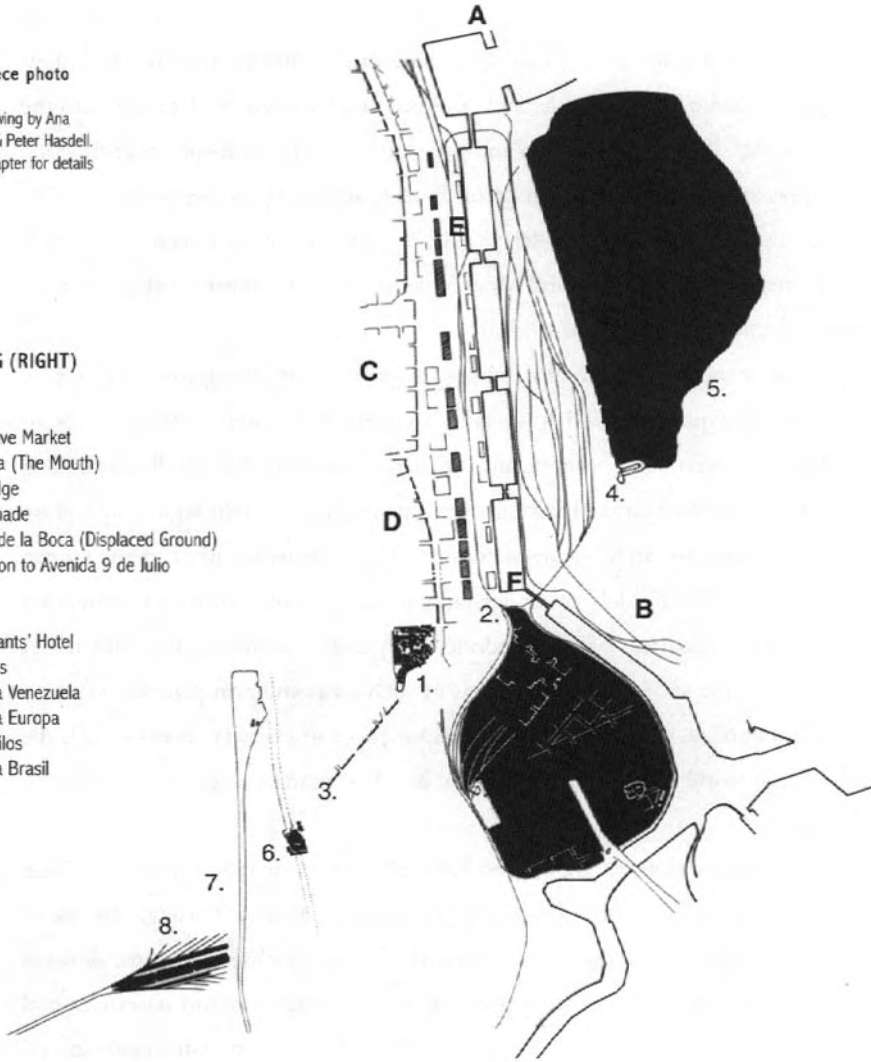 ece photo
wing by Ana
& Peter Hasdell.
apter for details
G (RIGHT)
ve Market
a (The Mouth)
lge
nade
de la Boca (Displaced Ground)
on to Avenida 9 de Julio
ants' Hotel
s
a Venezuela
a Europa
ilos
a Brasil
A
E
C
5.
4.
D
F
B
2.
1.
3.
6.
7.
8.